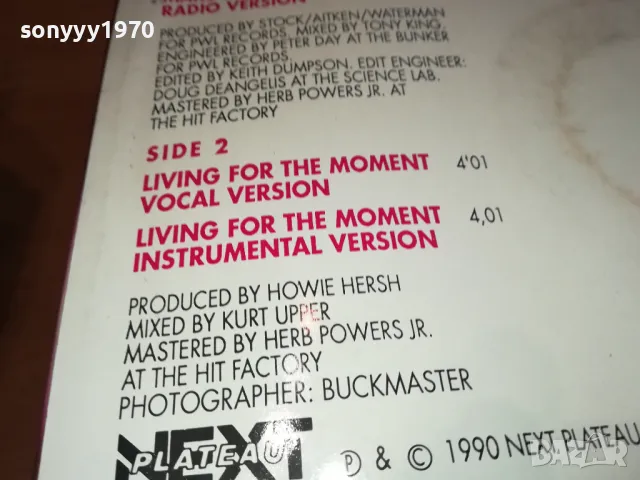 sonyyy1970
RADIO VERSION
PRODUCED BY STOCK/AITKEN/WATERMAN
FOR PWL RECORDS. MIXED BY TONY KING,
ENGINEERED BY PETER DAY AT THE BUNKER
FOR PWL RECORDS.
EDITED BY KEITH DUMPSON. EDIT ENGINEER:
DOUG DEANGELIS AT THE SCIENCE LAB.
MASTERED BY HERB POWERS JR. AT
THE HIT FACTORY
SIDE 2
LIVING FOR THE MOMENT 4'01
VOCAL VERSION
LIVING FOR THE MOMENT 4,01
INSTRUMENTAL VERSION
PRODUCED BY HOWIE HERSH
MIXED BY KURT UPPER
MASTERED BY HERB POWERS JR.
AT THE HIT FACTORY
PHOTOGRAPHER: BUCKMASTER
NEXT
PLATEAU
℗ & © 1990 NEXT PLATEAU
bazar